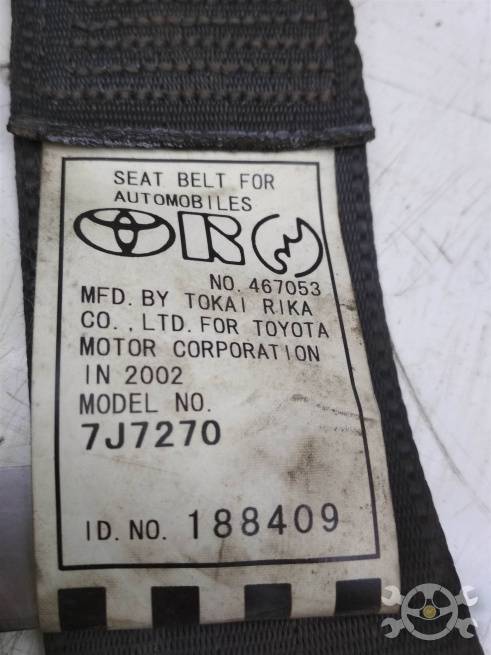 SEAT BELT FOR
AUTOMOBILES
NO. 467053
MFD. BY TOKAI RIKA
CO., LTD. FOR TOYOTA
MOTOR CORPORATION
IN 2002
MODEL NO.
7J7270
ID. NO. 188409